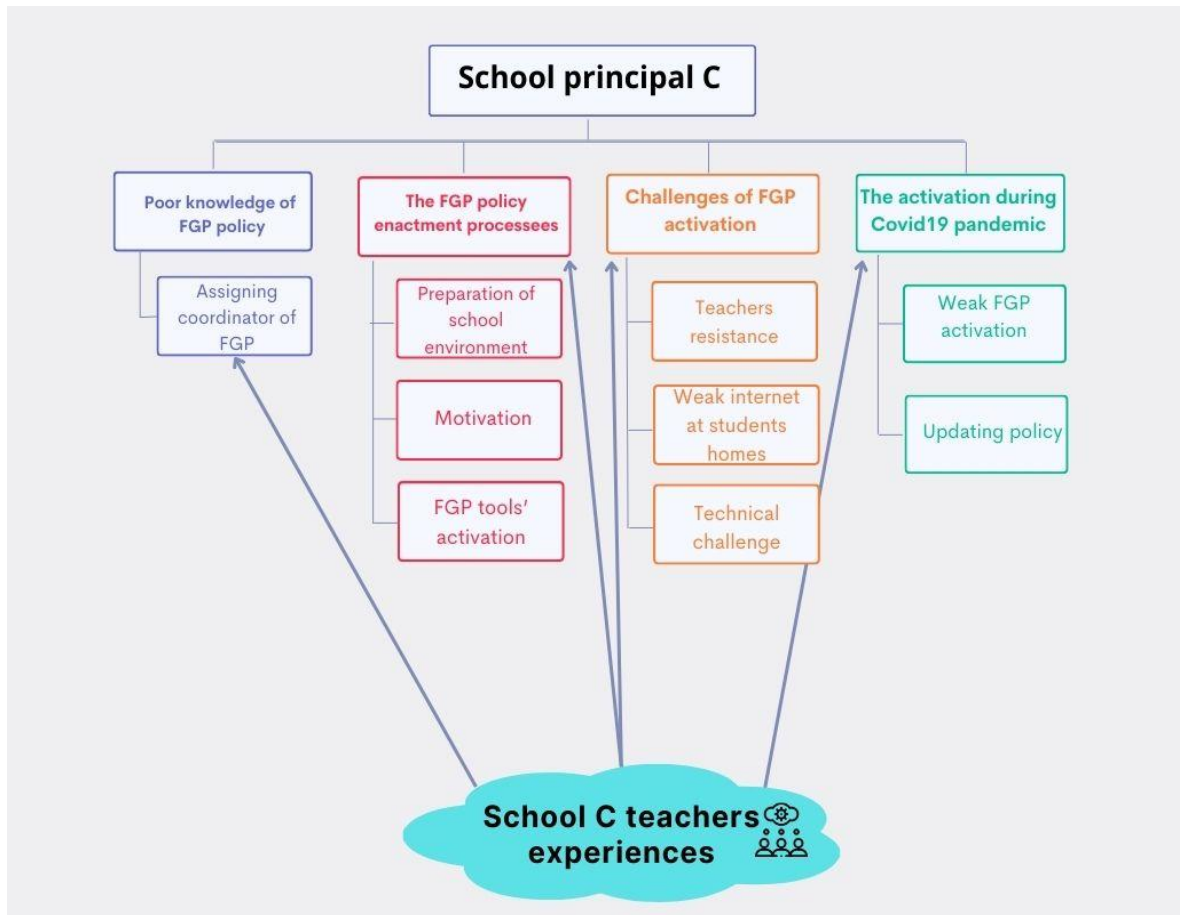 School principal C
Poor knowledge of
FGP policy
Assigning
coordinator of
FGP
The FGP policy
enactment processees
Preparation of
school
environment
Motivation
FGP tools'
activation
Challenges of FGP
activation
Teachers
resistance
Weak internet
at students
homes
Technical
challenge
The activation during
Covid19 pandemic
Weak FGP
activation
Updating policy
School C teachers
experiences